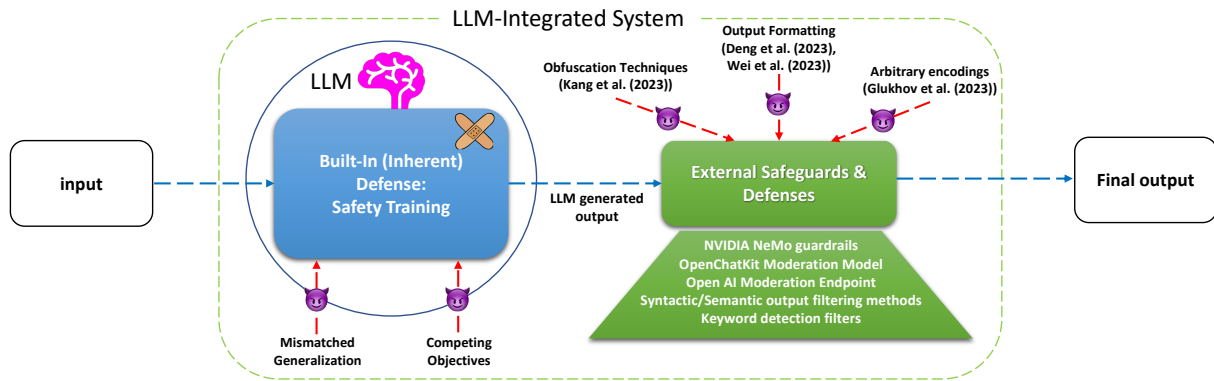 LLM-Integrated System
Output Formatting
(Deng et al. (2023),
Wei et al. (2023))
Obfuscation Techniques
(Kang et al. (2023))
Arbitrary encodings
(Glukhov et al. (2023))
LLM
input
Built-In (Inherent)
Defense:
Safety Training
LLM generated
output
External Safeguards &
Defenses
Final output
NVIDIA NeMo guardrails
OpenChatKit Moderation Model
Open AI Moderation Endpoint
Syntactic/Semantic output filtering methods
Keyword detection filters
Mismatched
Generalization
Competing
Objectives